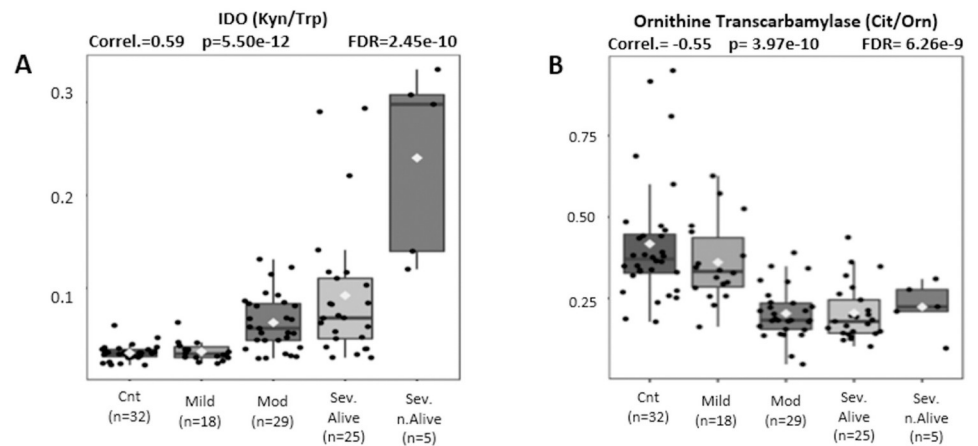 IDO (Kyn/Trp)
Correl.=0.59 p=5.50e-12 FDR=2.45e-10
A
0.3
0.2
0.1
Cnt
(n=32)
Mild
(n=18)
Mod
(n=29)
Sev.
Alive
(n=25)
Sev.
n.Alive
(n=5)
Ornithine Transcarbamylase (Cit/Orn)
Correl.= -0.55 p= 3.97e-10 FDR= 6.26e-9
B
0.75
0.50
0.25
Cnt
(n=32)
Mild
(n=18)
Mod
(n=29)
Sev.
Alive
(n=25)
Sev.
n.Alive
(n=5)